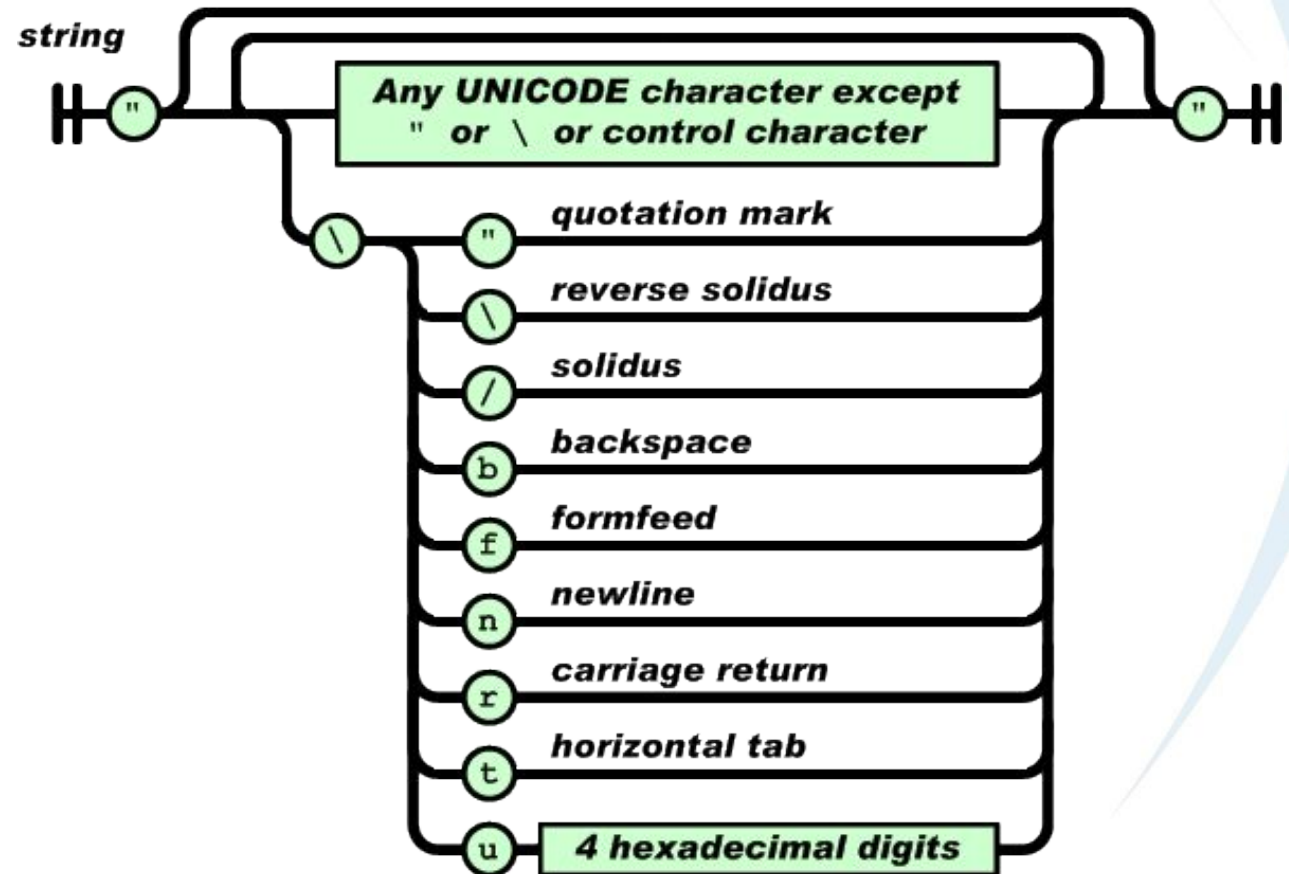 string
" Any UNICODE character except "
" or \ or control character
\ " quotation mark
\ reverse solidus
/ solidus
b backspace
f formfeed
n newline
r carriage return
t horizontal tab
u 4 hexadecimal digits